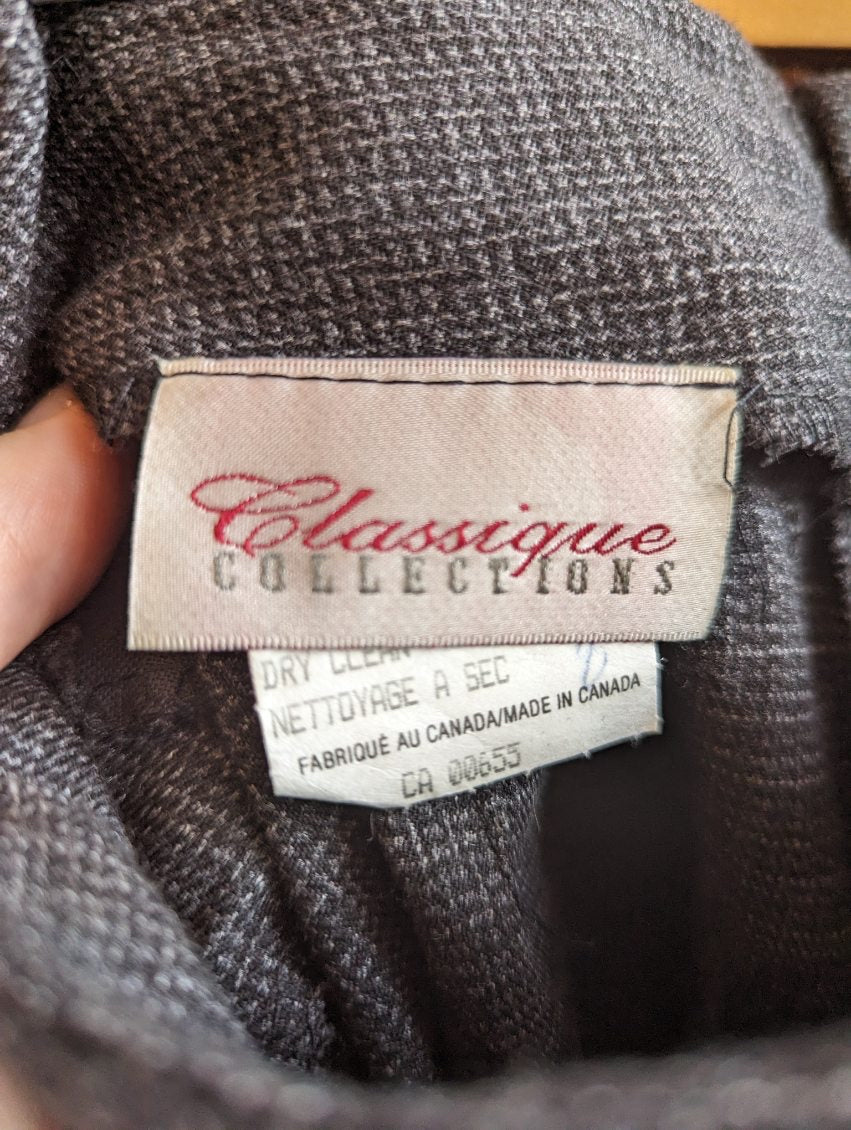 Classique
COLLECTIONS
DRY CLEAN
NETTOYAGE A SEC
FABRIQUÉ AU CANADA/MADE IN CANADA
CA 00655